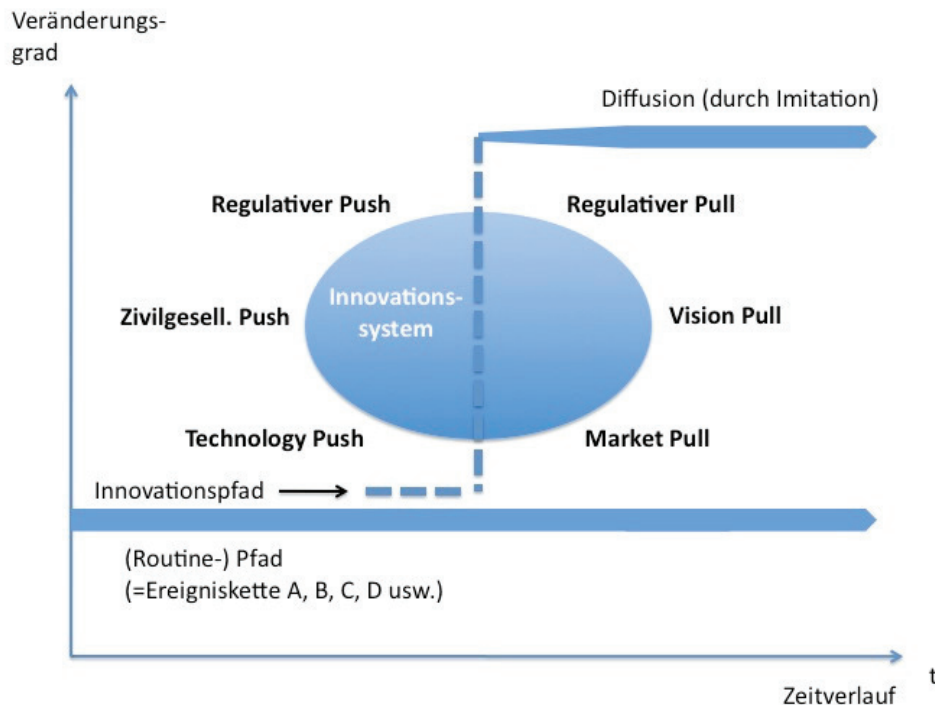 Veränderungs-
grad
Diffusion (durch Imitation)
Regulativer Push
Regulativer Pull
Innovations-
system
Zivilgesell. Push
Vision Pull
Technology Push
Market Pull
Innovationspfad
(Routine-) Pfad
(=Ereigniskette A, B, C, D usw.)
t
Zeitverlauf